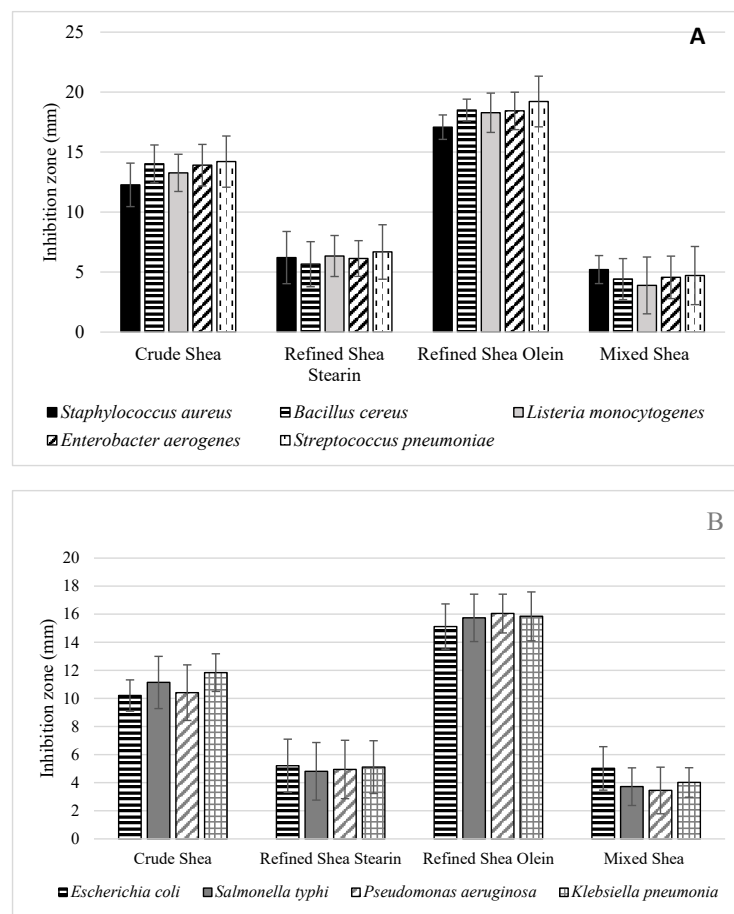 A
25
20
15
10
5
0
Inhibition zone (mm)
Crude Shea Refined Shea Stearin Refined Shea Olein Mixed Shea
Staphylococcus aureus Bacillus cereus Listeria monocytogenes
Enterobacter aerogenes Streptococcus pneumoniae
B
20
18
16
14
12
10
8
6
4
2
0
Inhibition zone (mm)
Crude Shea Refined Shea Stearin Refined Shea Olein Mixed Shea
Escherichia coli Salmonella typhi Pseudomonas aeruginosa Klebsiella pneumonia